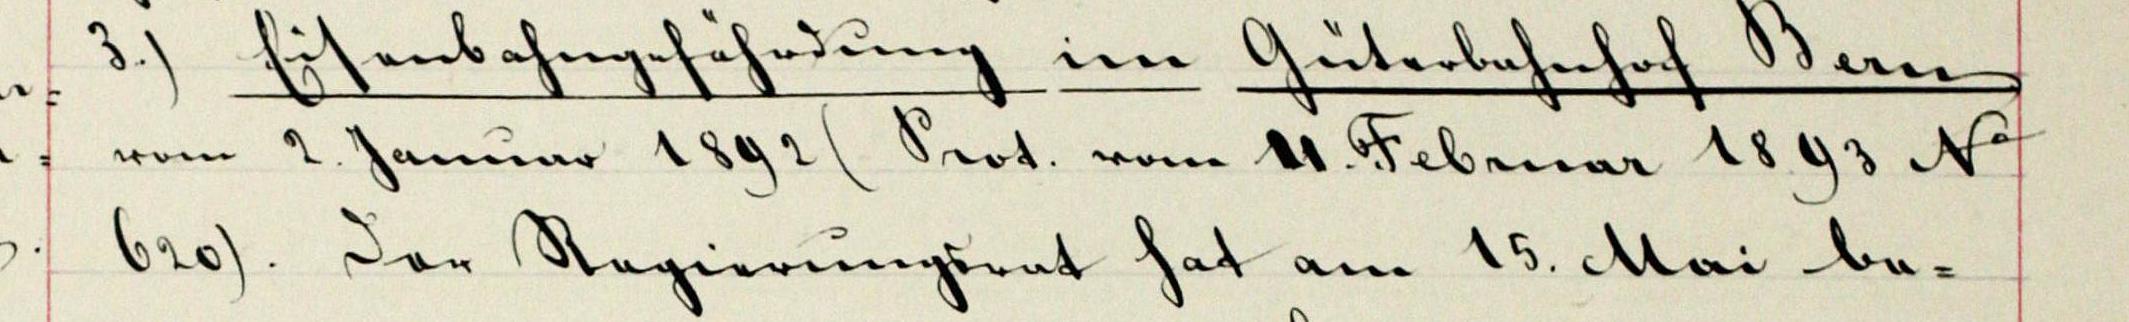 3.) Eisenbahngefährdung im Güterbahnhof Bern
vom 2. Januar 1892 (Prot. vom 11. Februar 1893 No
620). Der Regierungsrat hat am 15. Mai be=